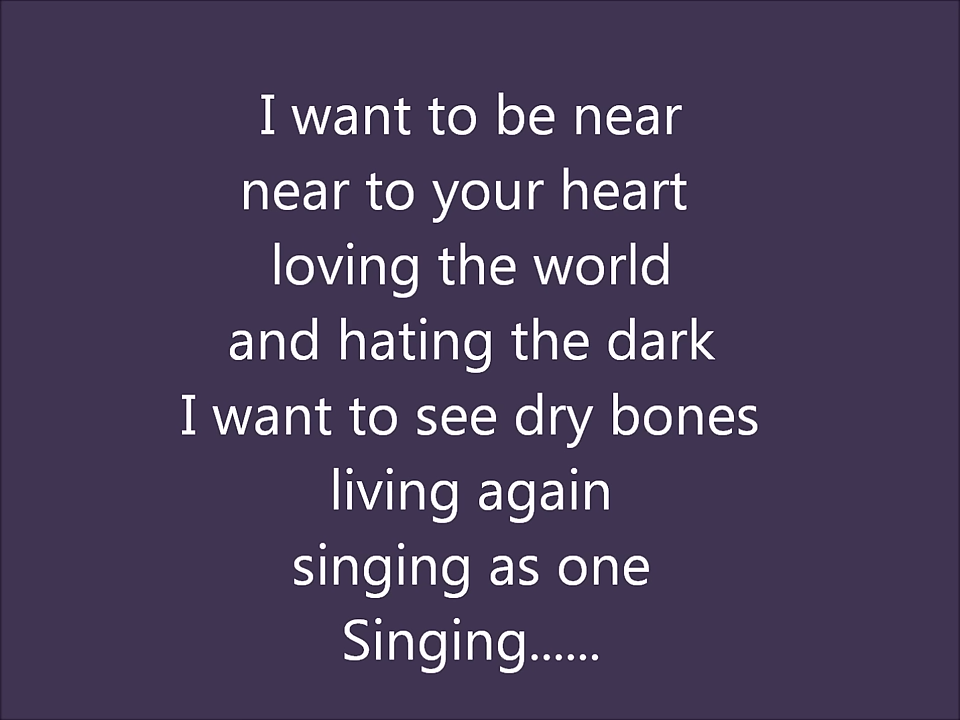 I want to be near
near to your heart
loving the world
and hating the dark
I want to see dry bones
living again
singing as one
Singing......